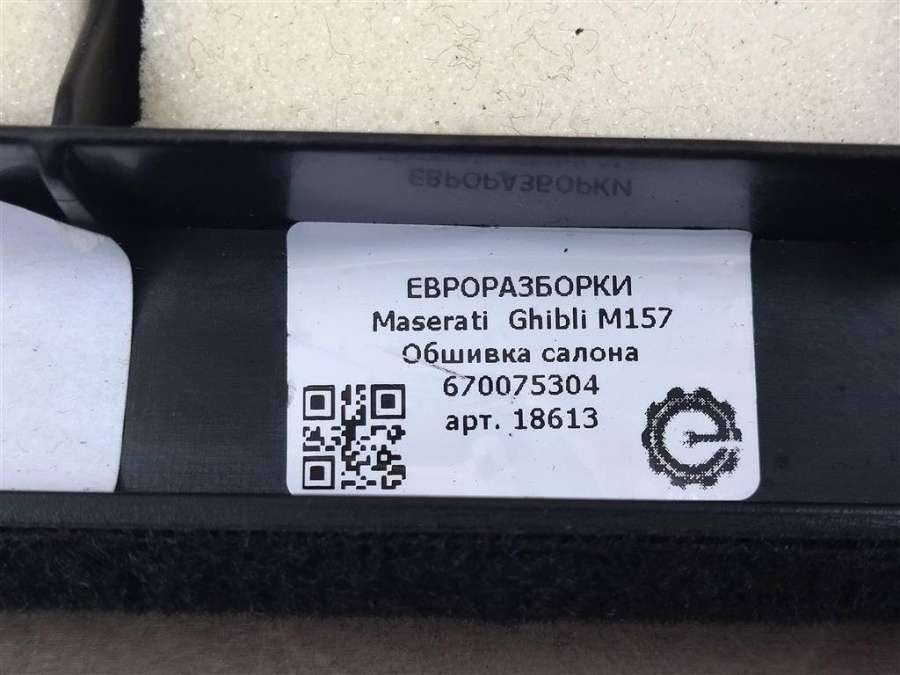 ЕВРОРАЗБОРКИ
ЕВРОРАЗБОРКИ
Maserati Ghibli M157
Обшивка салона
670075304
арт. 18613